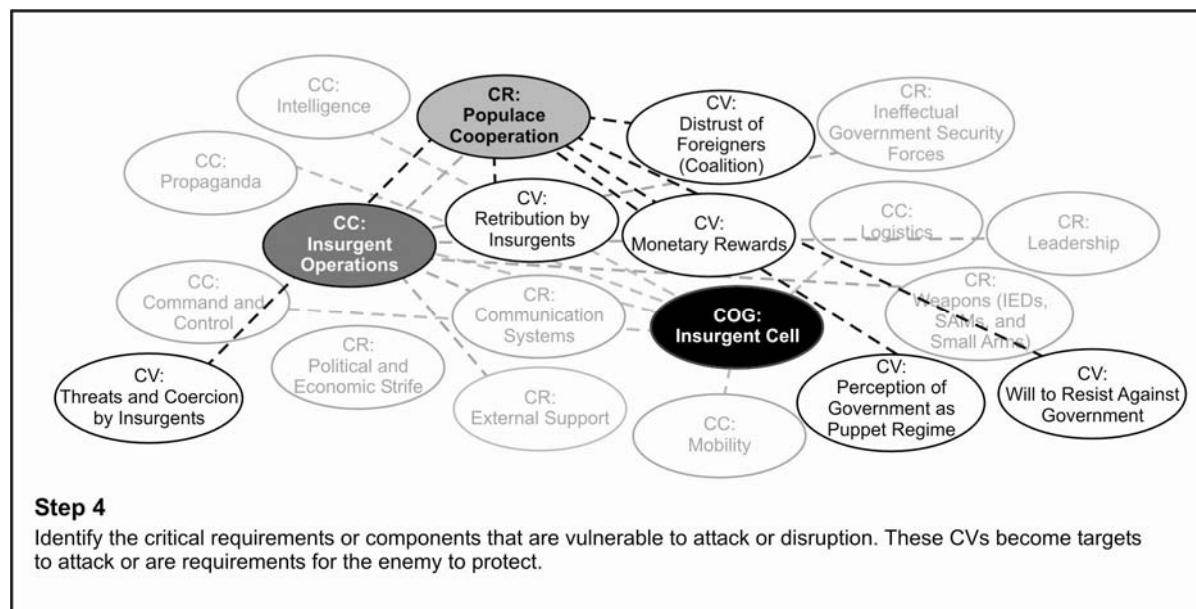 CC:
Intelligence
CR:
Populace
Cooperation
CV:
Distrust of
Foreigners
(Coalition)
CR:
Ineffectual
Government Security
Forces
CC:
Propaganda
CC:
Insurgent
Operations
CV:
Retribution by
Insurgents
CV:
Monetary Rewards
CC:
Logistics
CR:
Leadership
CC:
Command and
Control
CR:
Communication
Systems
COG:
Insurgent Cell
CR:
Weapons (IEDs,
SAMs, and
Small Arms)
CR:
Political and
Economic Strife
CV:
Threats and Coercion
by Insurgents
CR:
External Support
CC:
Mobility
CV:
Perception of
Government as
Puppet Regime
CV:
Will to Resist Against
Government
Step 4
Identify the critical requirements or components that are vulnerable to attack or disruption. These CVs become targets
to attack or are requirements for the enemy to protect.